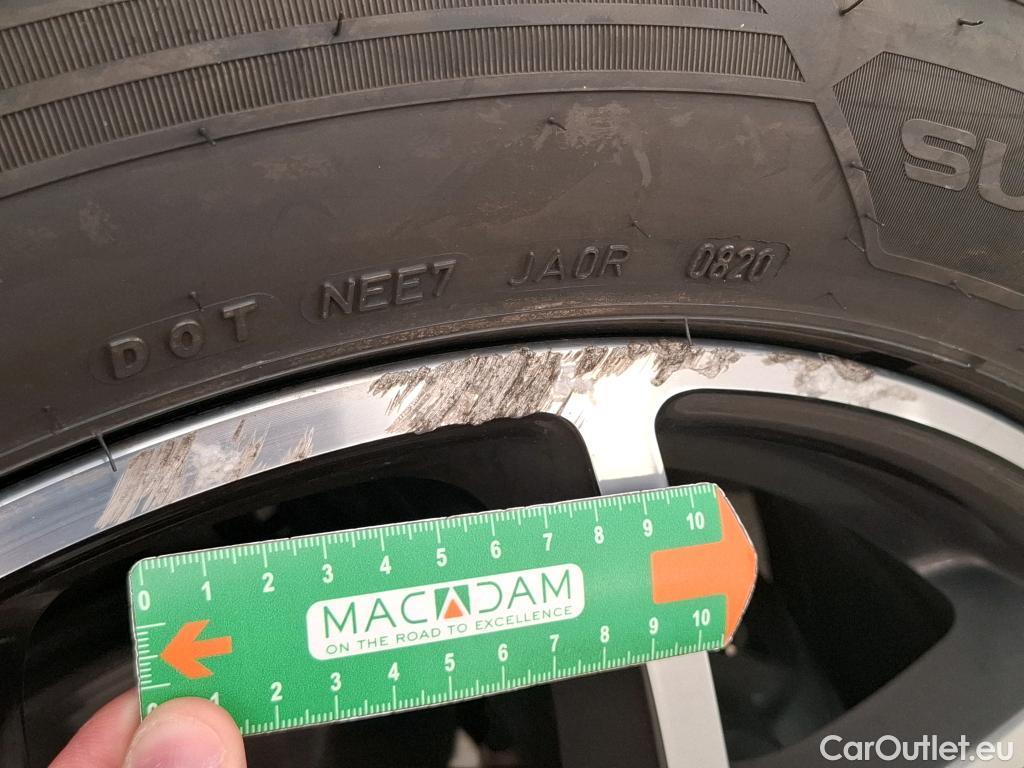 SU
DOT NEE7 JA0R 0820
0 1 2 3 4 5 6 7 8 9 10
MACADAM
ON THE ROAD TO EXCELLENCE
0 1 2 3 4 5 6 7 8 9 10
CarOutlet.eu